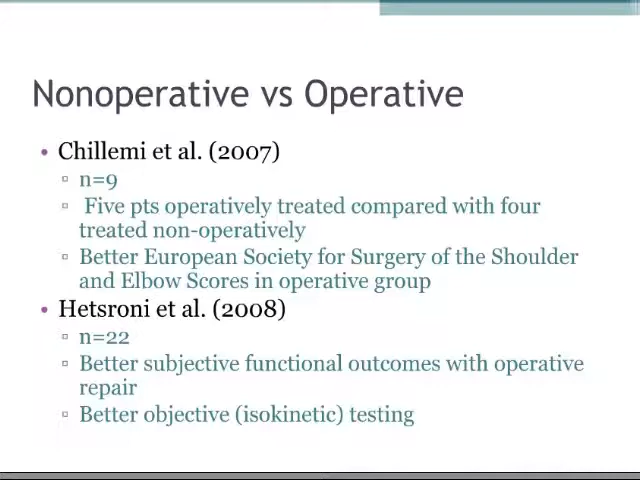 Nonoperative vs Operative
• Chillemi et al. (2007)
▫ n=9
▫ Five pts operatively treated compared with four
treated non-operatively
▫ Better European Society for Surgery of the Shoulder
and Elbow Scores in operative group
• Hetsroni et al. (2008)
▫ n=22
▫ Better subjective functional outcomes with operative
repair
▫ Better objective (isokinetic) testing